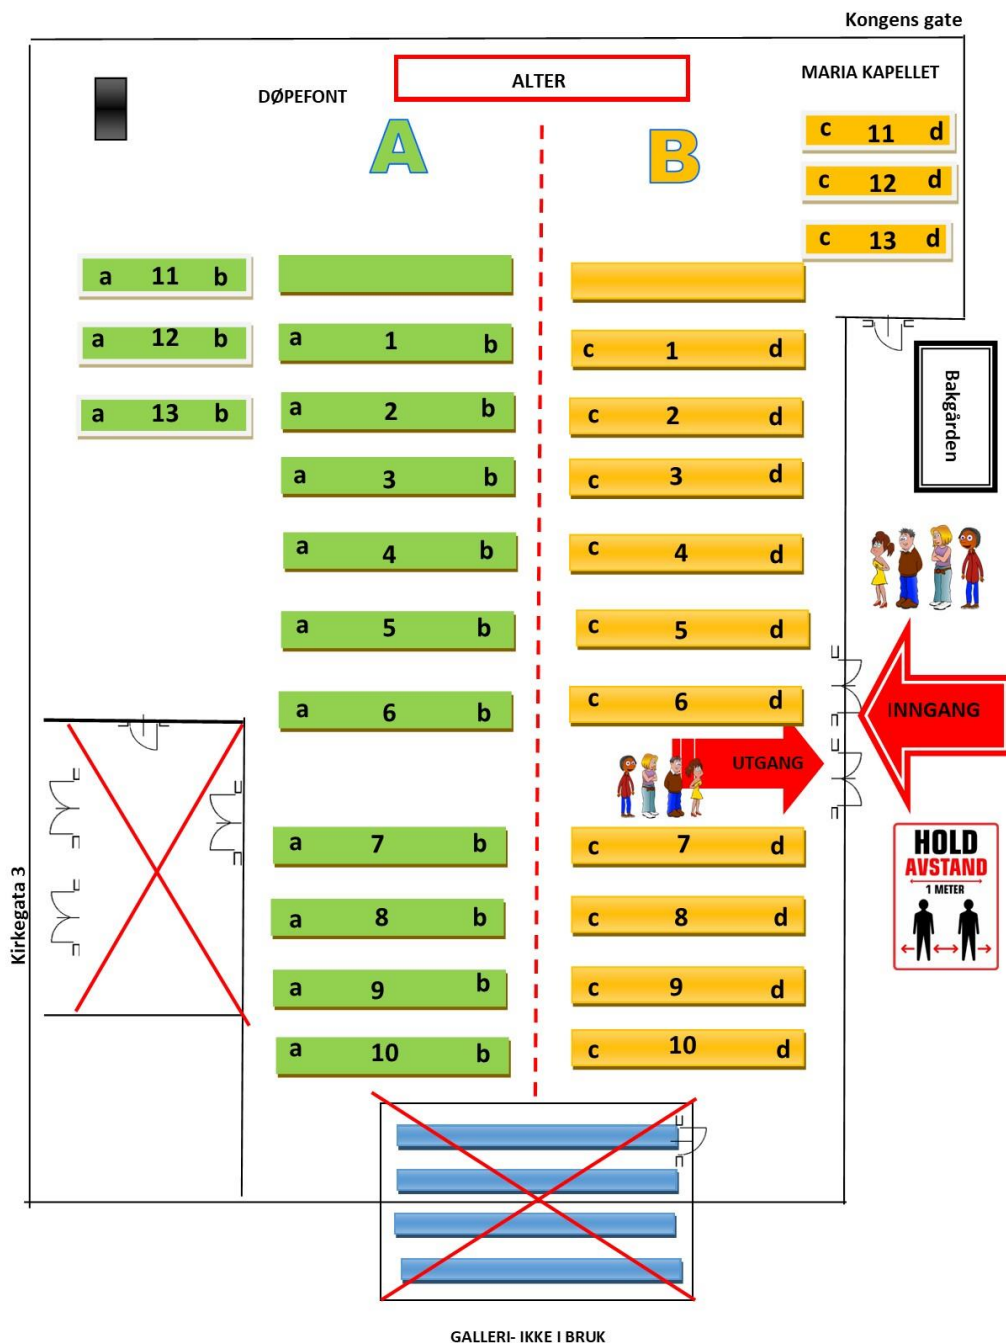 Kongens gate
DØPEFONT
ALTER
MARIA KAPELLET
A
B
c 11 d
c 12 d
c 13 d
a 11 b
a 12 b
a 13 b
a 1 b
c 1 d
a 2 b
c 2 d
a 3 b
c 3 d
a 4 b
c 4 d
a 5 b
c 5 d
a 6 b
c 6 d
Bakgården
INNGANG
UTGANG
a 7 b
c 7 d
a 8 b
c 8 d
a 9 b
c 9 d
a 10 b
c 10 d
HOLD
AVSTAND
1 METER
Kirkegata 3
GALLERI- IKKE I BRUK